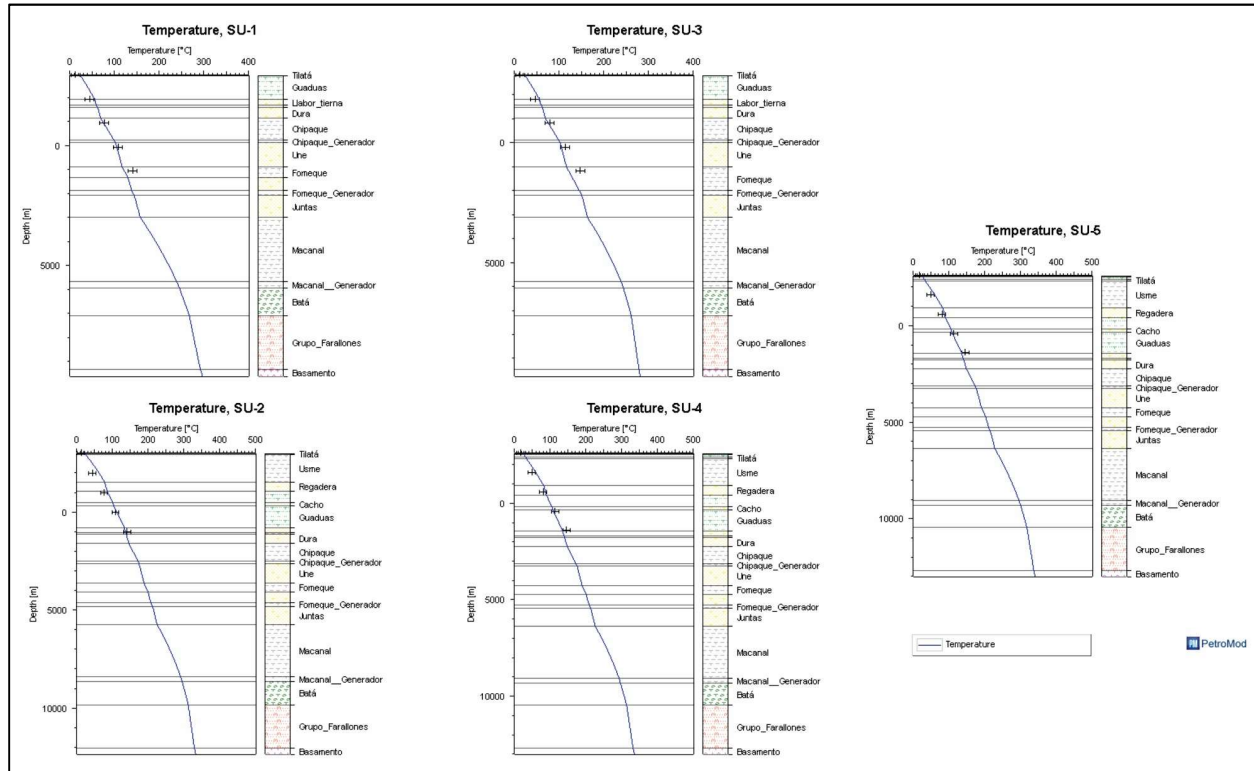 Temperature, SU-1
Temperature [°C]
0 100 200 300 400
Depth [m]
0
5000
Tilatá
Guaduas
Llabor_tierna
Dura
Chipaque
Chipaque_Generador
Une
Fomeque
Fomeque_Generador
Juntas
Macanal
Macanal__Generador
Batá
Grupo_Farallones
Basamento
Temperature, SU-3
Temperature [°C]
0 100 200 300 400
Depth [m]
0
5000
Tilatá
Guaduas
Llabor_tierna
Dura
Chipaque
Chipaque_Generador
Une
Fomeque
Fomeque_Generador
Juntas
Macanal
Macanal_Generador
Batá
Grupo_Farallones
Basamento
Temperature, SU-5
Temperature [°C]
0 100 200 300 400 500
Depth [m]
0
5000
10000
Tilatá
Usme
Regadera
Cacho
Guaduas
Dura
Chipaque
Chipaque_Generador
Une
Fomeque
Fomeque_Generador
Juntas
Macanal
Macanal__Generador
Batá
Grupo_Farallones
Basamento
Temperature, SU-2
Temperature [°C]
0 100 200 300 400 500
Depth [m]
0
5000
10000
Tilatá
Usme
Regadera
Cacho
Guaduas
Dura
Chipaque
Chipaque_Generador
Une
Fomeque
Fomeque_Generador
Juntas
Macanal
Macanal__Generador
Batá
Grupo_Farallones
Basamento
Temperature, SU-4
Temperature [°C]
0 100 200 300 400 500
Depth [m]
0
5000
10000
Tilatá
Usme
Regadera
Cacho
Guaduas
Dura
Chipaque
Chipaque_Generador
Une
Fomeque
Fomeque_Generador
Juntas
Macanal
Macanal__Generador
Batá
Grupo_Farallones
Basamento
Temperature
PetroMod